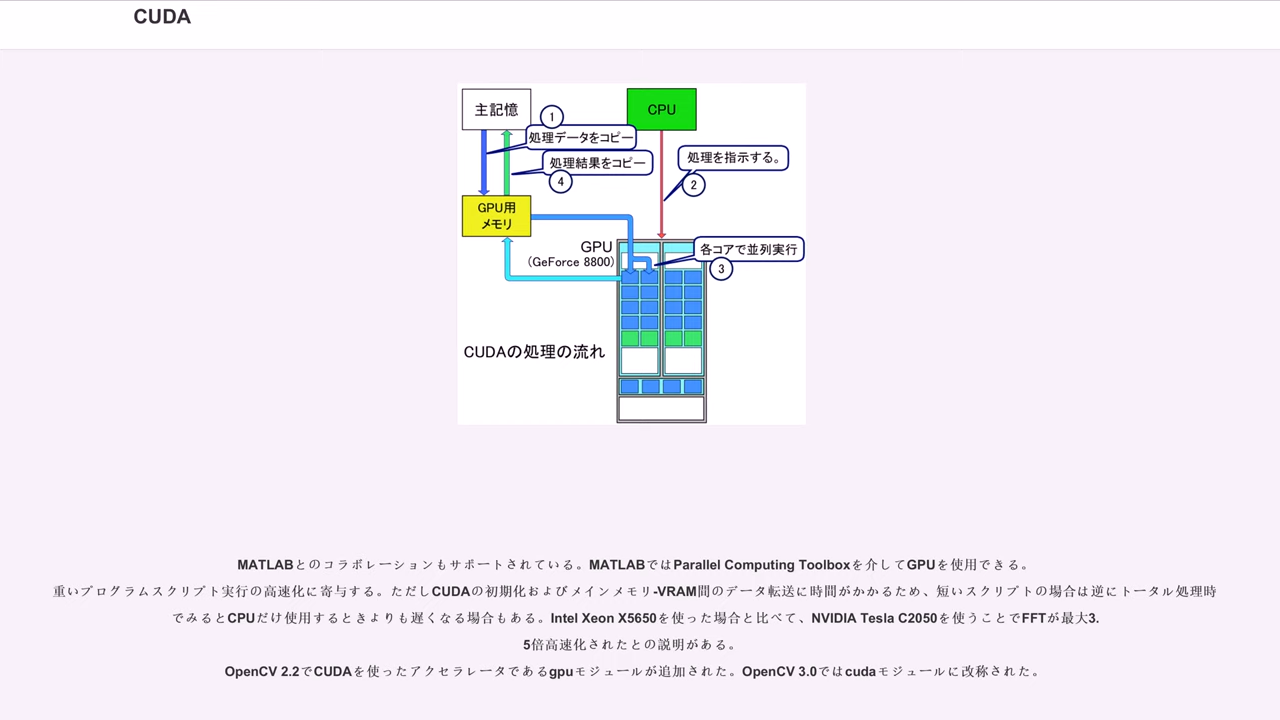 CUDA
主記憶
CPU
1
処理データをコピー
処理結果をコピー
4
処理を指示する。
2
GPU用
メモリ
GPU
(GeForce 8800)
各コアで並列実行
3
CUDAの処理の流れ
MATLABとのコラボレーションもサポートされている。MATLABではParallel Computing Toolboxを介してGPUを使用できる。
重いプログラムスクリプト実行の高速化に寄与する。ただしCUDAの初期化およびメインメモリ-VRAM間のデータ転送に時間がかかるため、短いスクリプトの場合は逆にトータル処理時
でみるとCPUだけ使用するときよりも遅くなる場合もある。Intel Xeon X5650を使った場合と比べて、NVIDIA Tesla C2050を使うことでFFTが最大3.
5倍高速化されたとの説明がある。
OpenCV 2.2でCUDAを使ったアクセラレータであるgpuモジュールが追加された。OpenCV 3.0ではcudaモジュールに改称された。